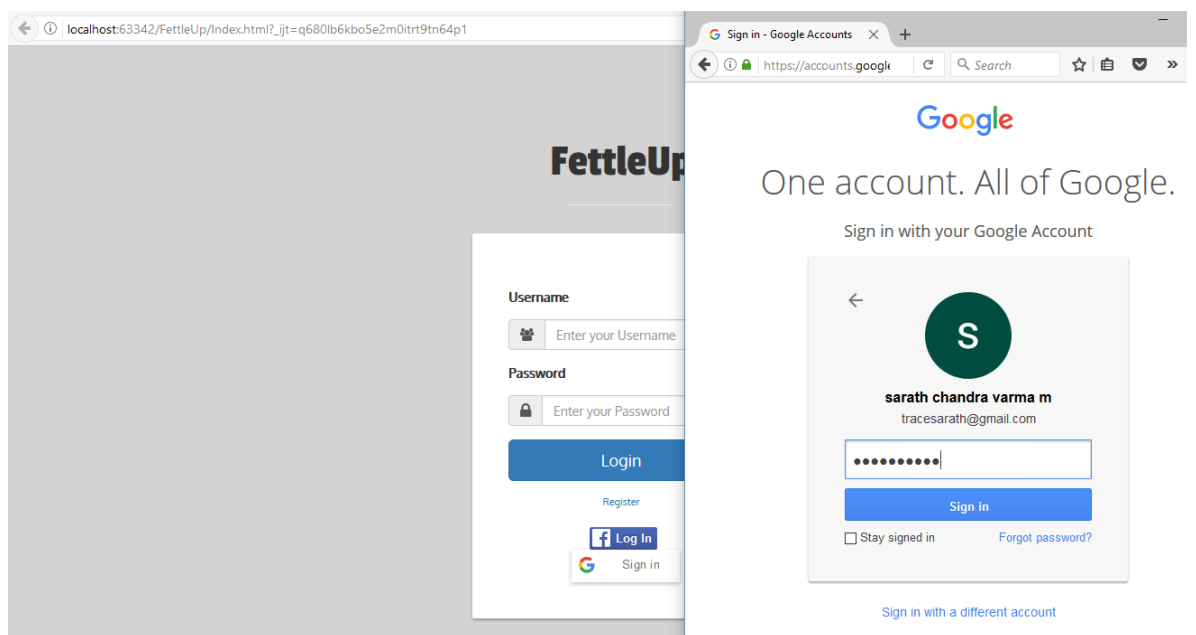 localhost:63342/FettleUp/Index.html?_ijt=q680lb6kbo5e2m0itrt9tn64p1
FettleUp
Username
Enter your Username
Password
Enter your Password
Login
Register
f Log In
G Sign in
G Sign in - Google Accounts
https://accounts.google
Search
Google
One account. All of Google.
Sign in with your Google Account
S
sarath chandra varma m
tracesarath@gmail.com
••••••••••
Sign in
Stay signed in Forgot password?
Sign in with a different account